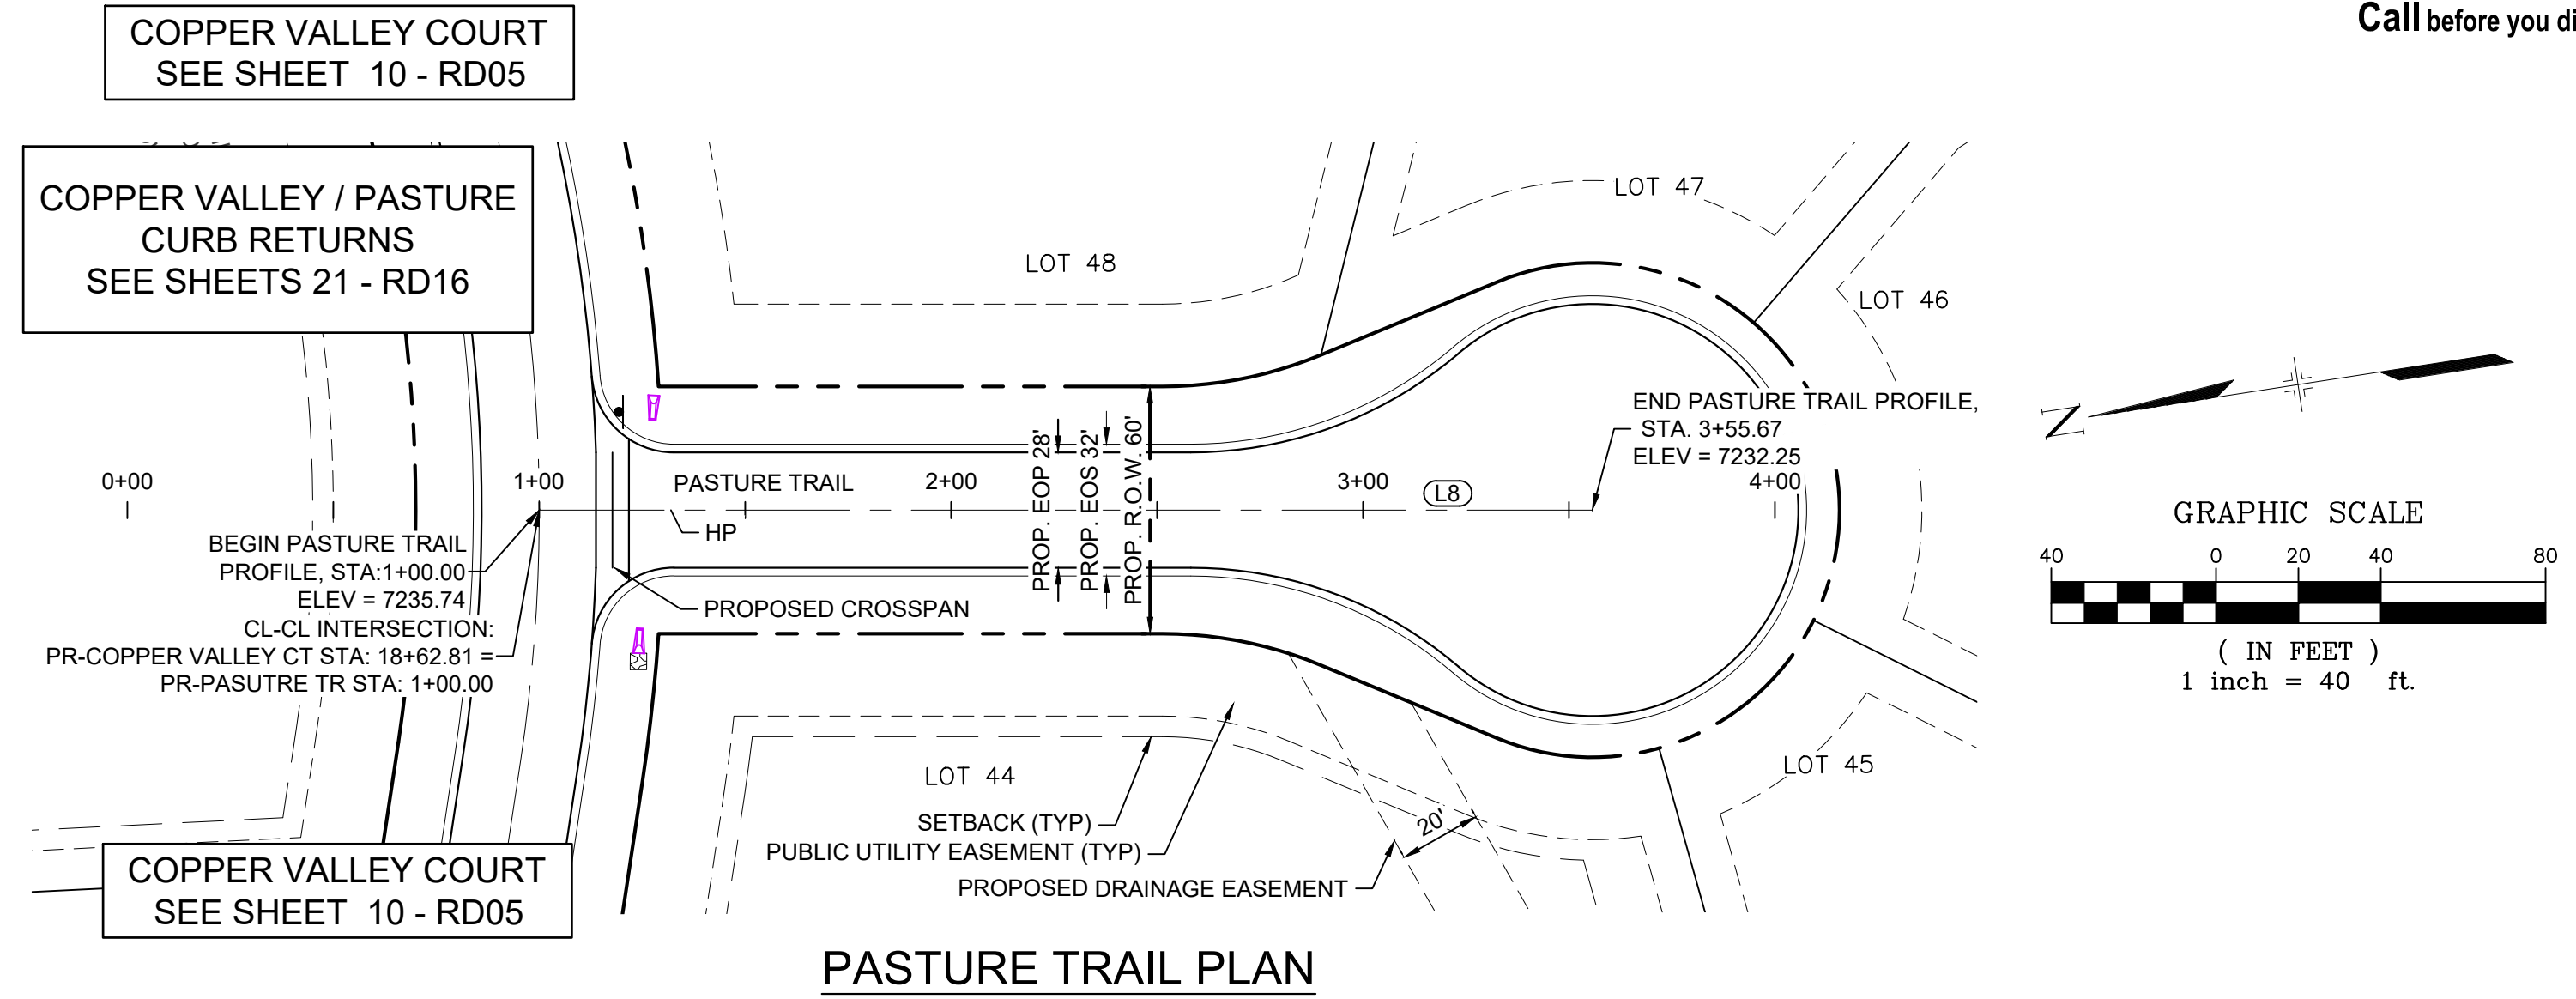 Call before you di
COPPER VALLEY COURT
SEE SHEET 10 - RD05
COPPER VALLEY / PASTURE
CURB RETURNS
SEE SHEETS 21 - RD16
LOT 47
LOT 48
LOT 46
END PASTURE TRAIL PROFILE,
STA. 3+55.67
ELEV = 7232.25
0+00
1+00
PASTURE TRAIL
2+00
3+00
L8
4+00
HP
PROP. EOP 28'
PROP. EOS 32'
PROP. R.O.W. 60'
BEGIN PASTURE TRAIL
PROFILE, STA:1+00.00
ELEV = 7235.74
CL-CL INTERSECTION:
PR-COPPER VALLEY CT STA: 18+62.81 =
PR-PASUTRE TR STA: 1+00.00
PROPOSED CROSSPAN
N
GRAPHIC SCALE
40 0 20 40 80
( IN FEET )
1 inch = 40 ft.
LOT 44
LOT 45
SETBACK (TYP)
PUBLIC UTILITY EASEMENT (TYP)
20'
PROPOSED DRAINAGE EASEMENT
COPPER VALLEY COURT
SEE SHEET 10 - RD05
PASTURE TRAIL PLAN